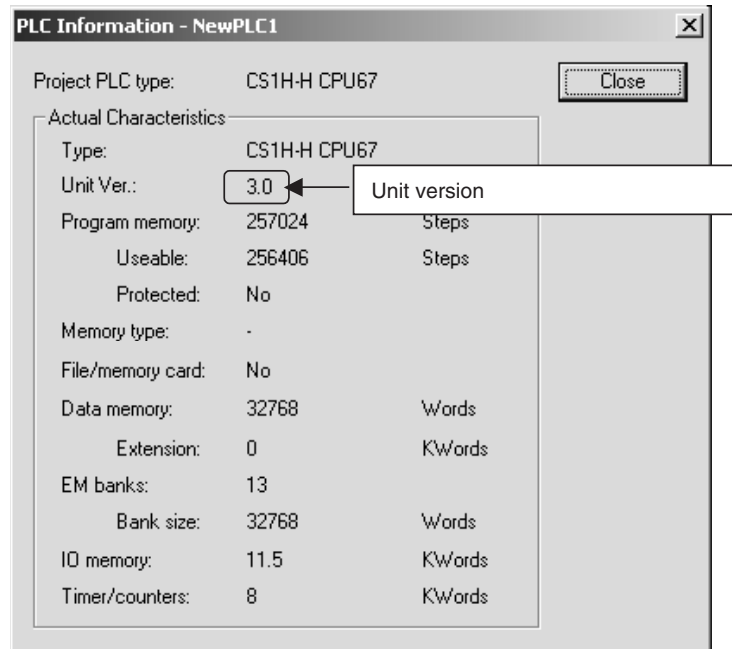 PLC Information - NewPLC1
Project PLC type: CS1H-H CPU67 Close
Actual Characteristics
Type: CS1H-H CPU67
Unit Ver.: 3.0 Unit version
Program memory: 257024 Steps
Useable: 256406 Steps
Protected: No
Memory type: -
File/memory card: No
Data memory: 32768 Words
Extension: 0 KWords
EM banks: 13
Bank size: 32768 Words
IO memory: 11.5 KWords
Timer/counters: 8 KWords